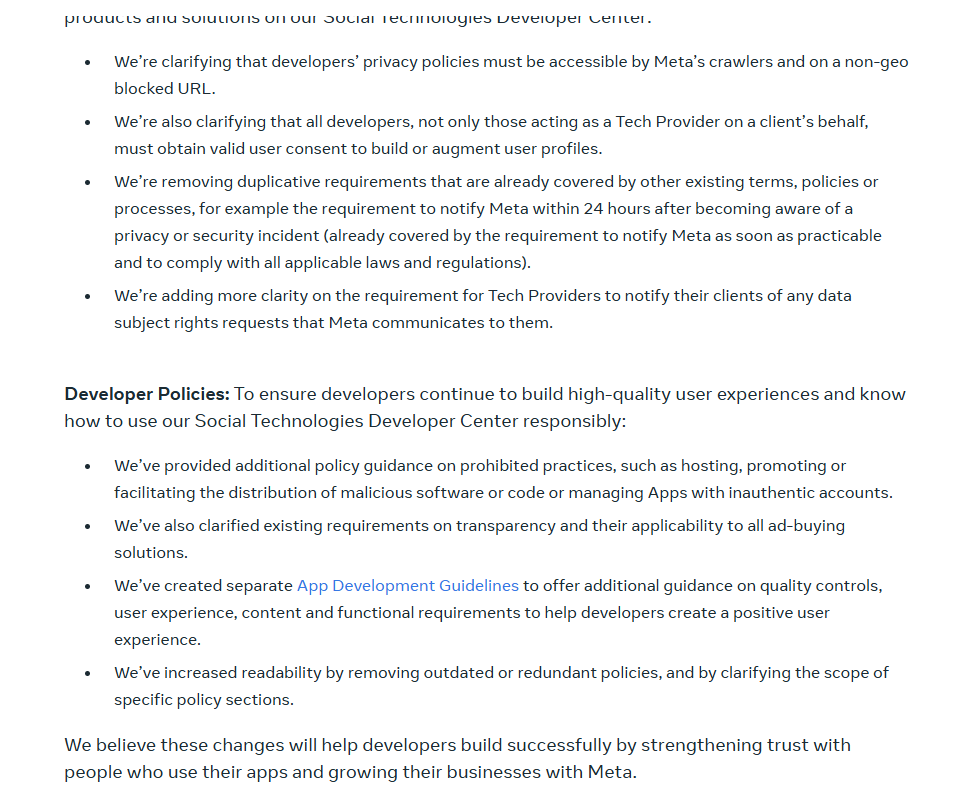 products and solutions on our Social Technologies Developer Center:
• We’re clarifying that developers’ privacy policies must be accessible by Meta’s crawlers and on a non-geo
blocked URL.
• We’re also clarifying that all developers, not only those acting as a Tech Provider on a client’s behalf,
must obtain valid user consent to build or augment user profiles.
• We’re removing duplicative requirements that are already covered by other existing terms, policies or
processes, for example the requirement to notify Meta within 24 hours after becoming aware of a
privacy or security incident (already covered by the requirement to notify Meta as soon as practicable
and to comply with all applicable laws and regulations).
• We’re adding more clarity on the requirement for Tech Providers to notify their clients of any data
subject rights requests that Meta communicates to them.
Developer Policies: To ensure developers continue to build high-quality user experiences and know
how to use our Social Technologies Developer Center responsibly:
• We’ve provided additional policy guidance on prohibited practices, such as hosting, promoting or
facilitating the distribution of malicious software or code or managing Apps with inauthentic accounts.
• We’ve also clarified existing requirements on transparency and their applicability to all ad-buying
solutions.
• We’ve created separate App Development Guidelines to offer additional guidance on quality controls,
user experience, content and functional requirements to help developers create a positive user
experience.
• We’ve increased readability by removing outdated or redundant policies, and by clarifying the scope of
specific policy sections.
We believe these changes will help developers build successfully by strengthening trust with
people who use their apps and growing their businesses with Meta.